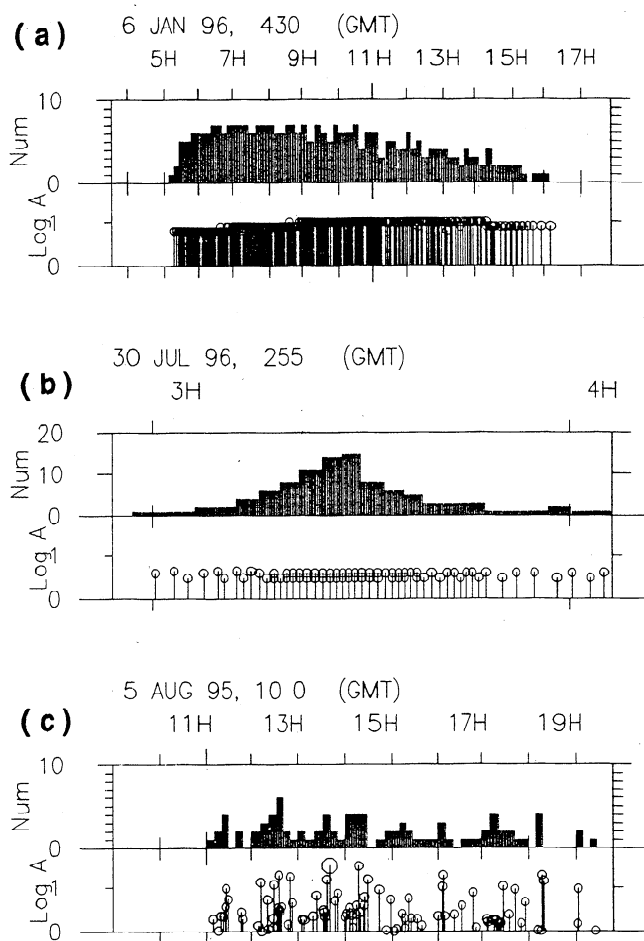 (a)
6 JAN 96, 430 (GMT)
5H 7H 9H 11H 13H 15H 17H
10
Num
0
Log A
1
0
(b)
30 JUL 96, 255 (GMT)
3H 4H
20
Num
10
0
Log A
1
0
(c)
5 AUG 95, 10 0 (GMT)
11H 13H 15H 17H 19H
10
Num
0
Log A
1
0